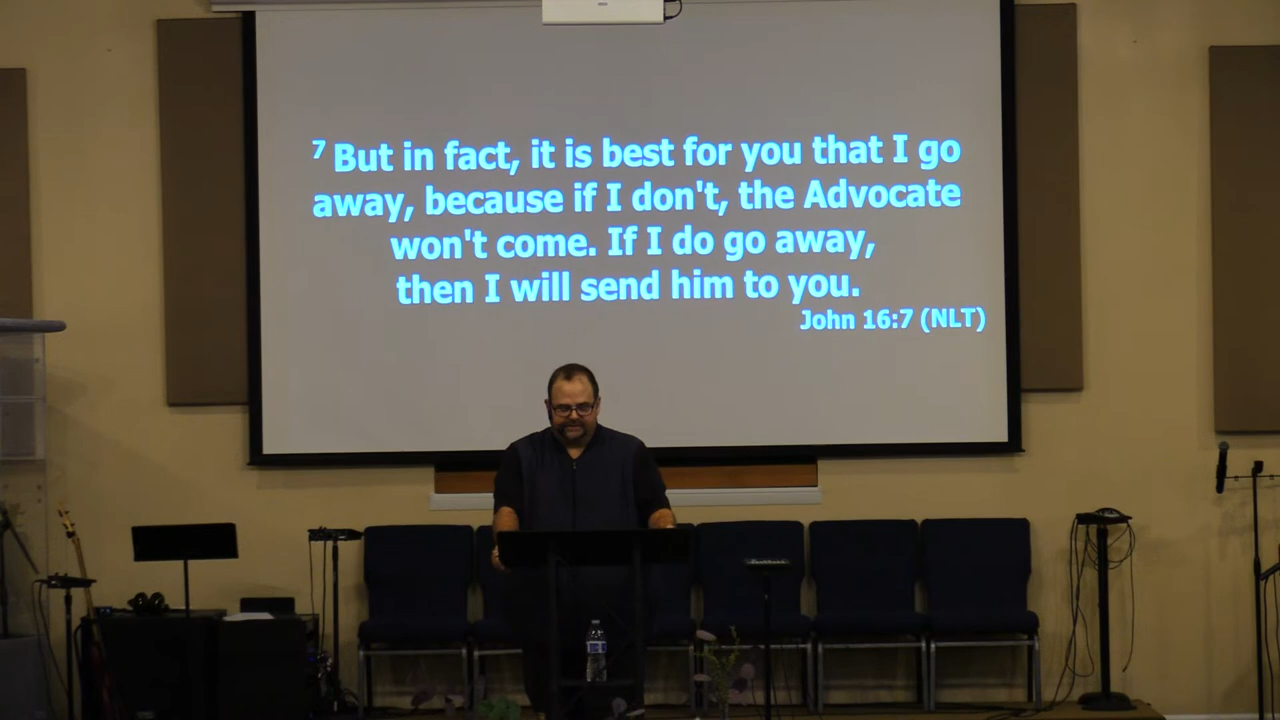 ⁷ But in fact, it is best for you that I go
away, because if I don't, the Advocate
won't come. If I do go away,
then I will send him to you.
John 16:7 (NLT)